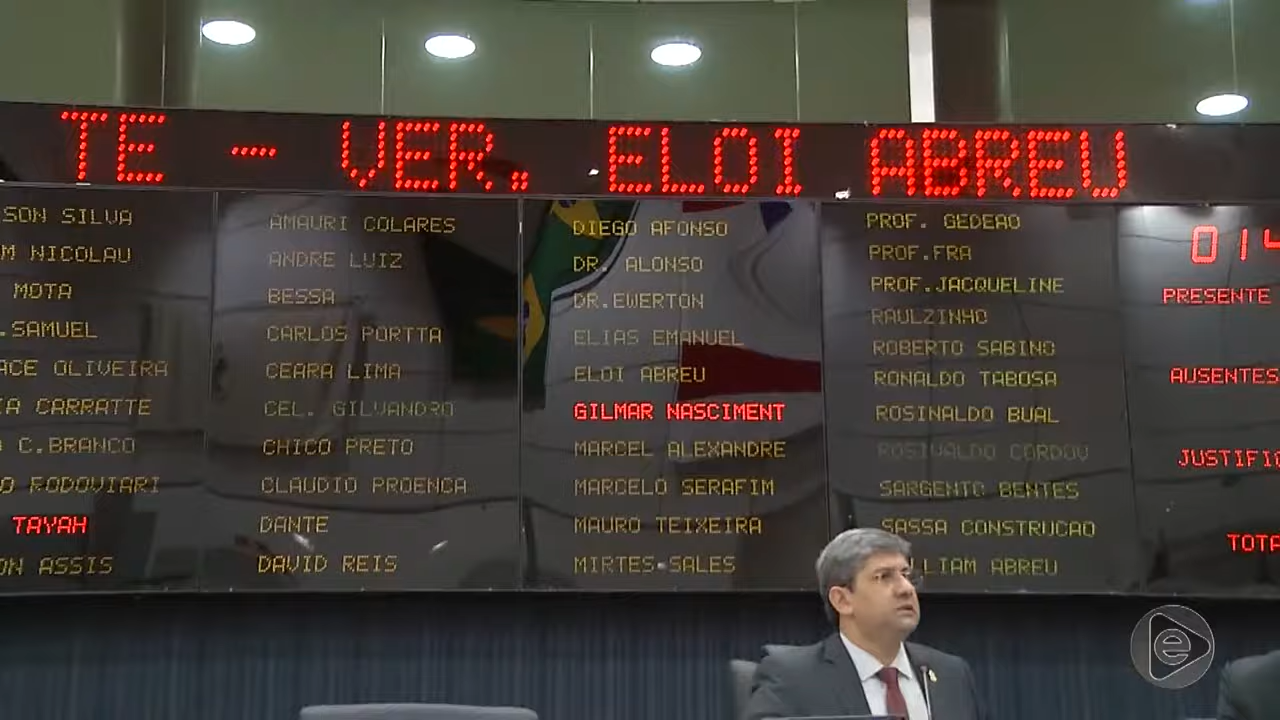 TE - VER. ELOI ABREU
SON SILVA
M NICOLAU
MOTA
.SAMUEL
ACE OLIVEIRA
IA CARRATTE
C.BRANCO
O RODOVIARI
TAYAH
ON ASSIS
AMAURI COLARES
ANDRE LUIZ
BESSA
CARLOS PORTTA
CEARA LIMA
CEL. GILVANDRO
CHICO PRETO
CLAUDIO PROENCA
DANTE
DAVID REIS
DIEGO AFONSO
DR. ALONSO
DR.EWERTON
ELIAS EMANUEL
ELOI ABREU
GILMAR NASCIMENT
MARCEL ALEXANDRE
MARCELO SERAFIM
MAURO TEIXEIRA
MIRTES SALES
PROF. GEDEAO
PROF.FRA
PROF.JACQUELINE
RAULZINHO
ROBERTO SABINO
RONALDO TABOSA
ROSINALDO BUAL
ROSIVALDO CORDOV
SARGENTO BENTES
SASSA CONSTRUCAO
LIAM ABREU
014
PRESENTE
AUSENTES
JUSTIFIC
TOTA
e